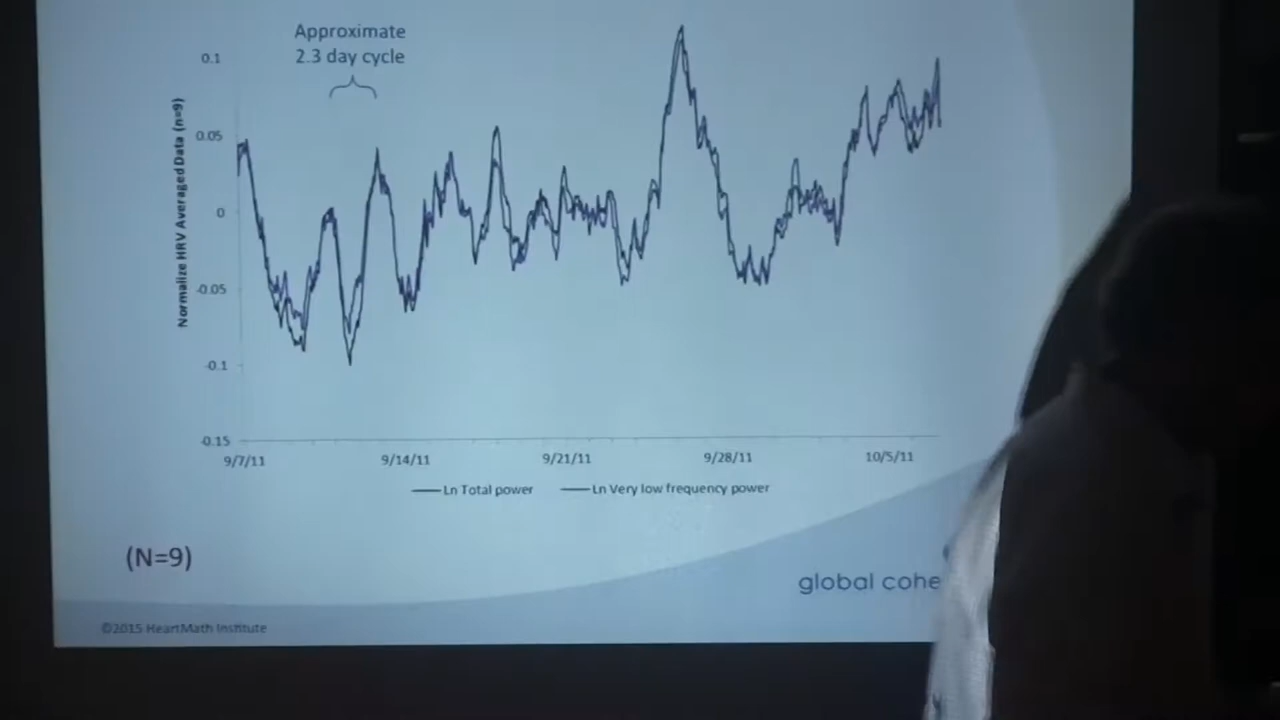 Approximate
2.3 day cycle
Normalize HRV Averaged Data (n=9)
0.1
0.05
0
-0.05
-0.1
-0.15
9/7/11
9/14/11
9/21/11
9/28/11
10/5/11
Ln Total power
Ln Very low frequency power
(N=9)
global cohe
©2015 HeartMath Institute